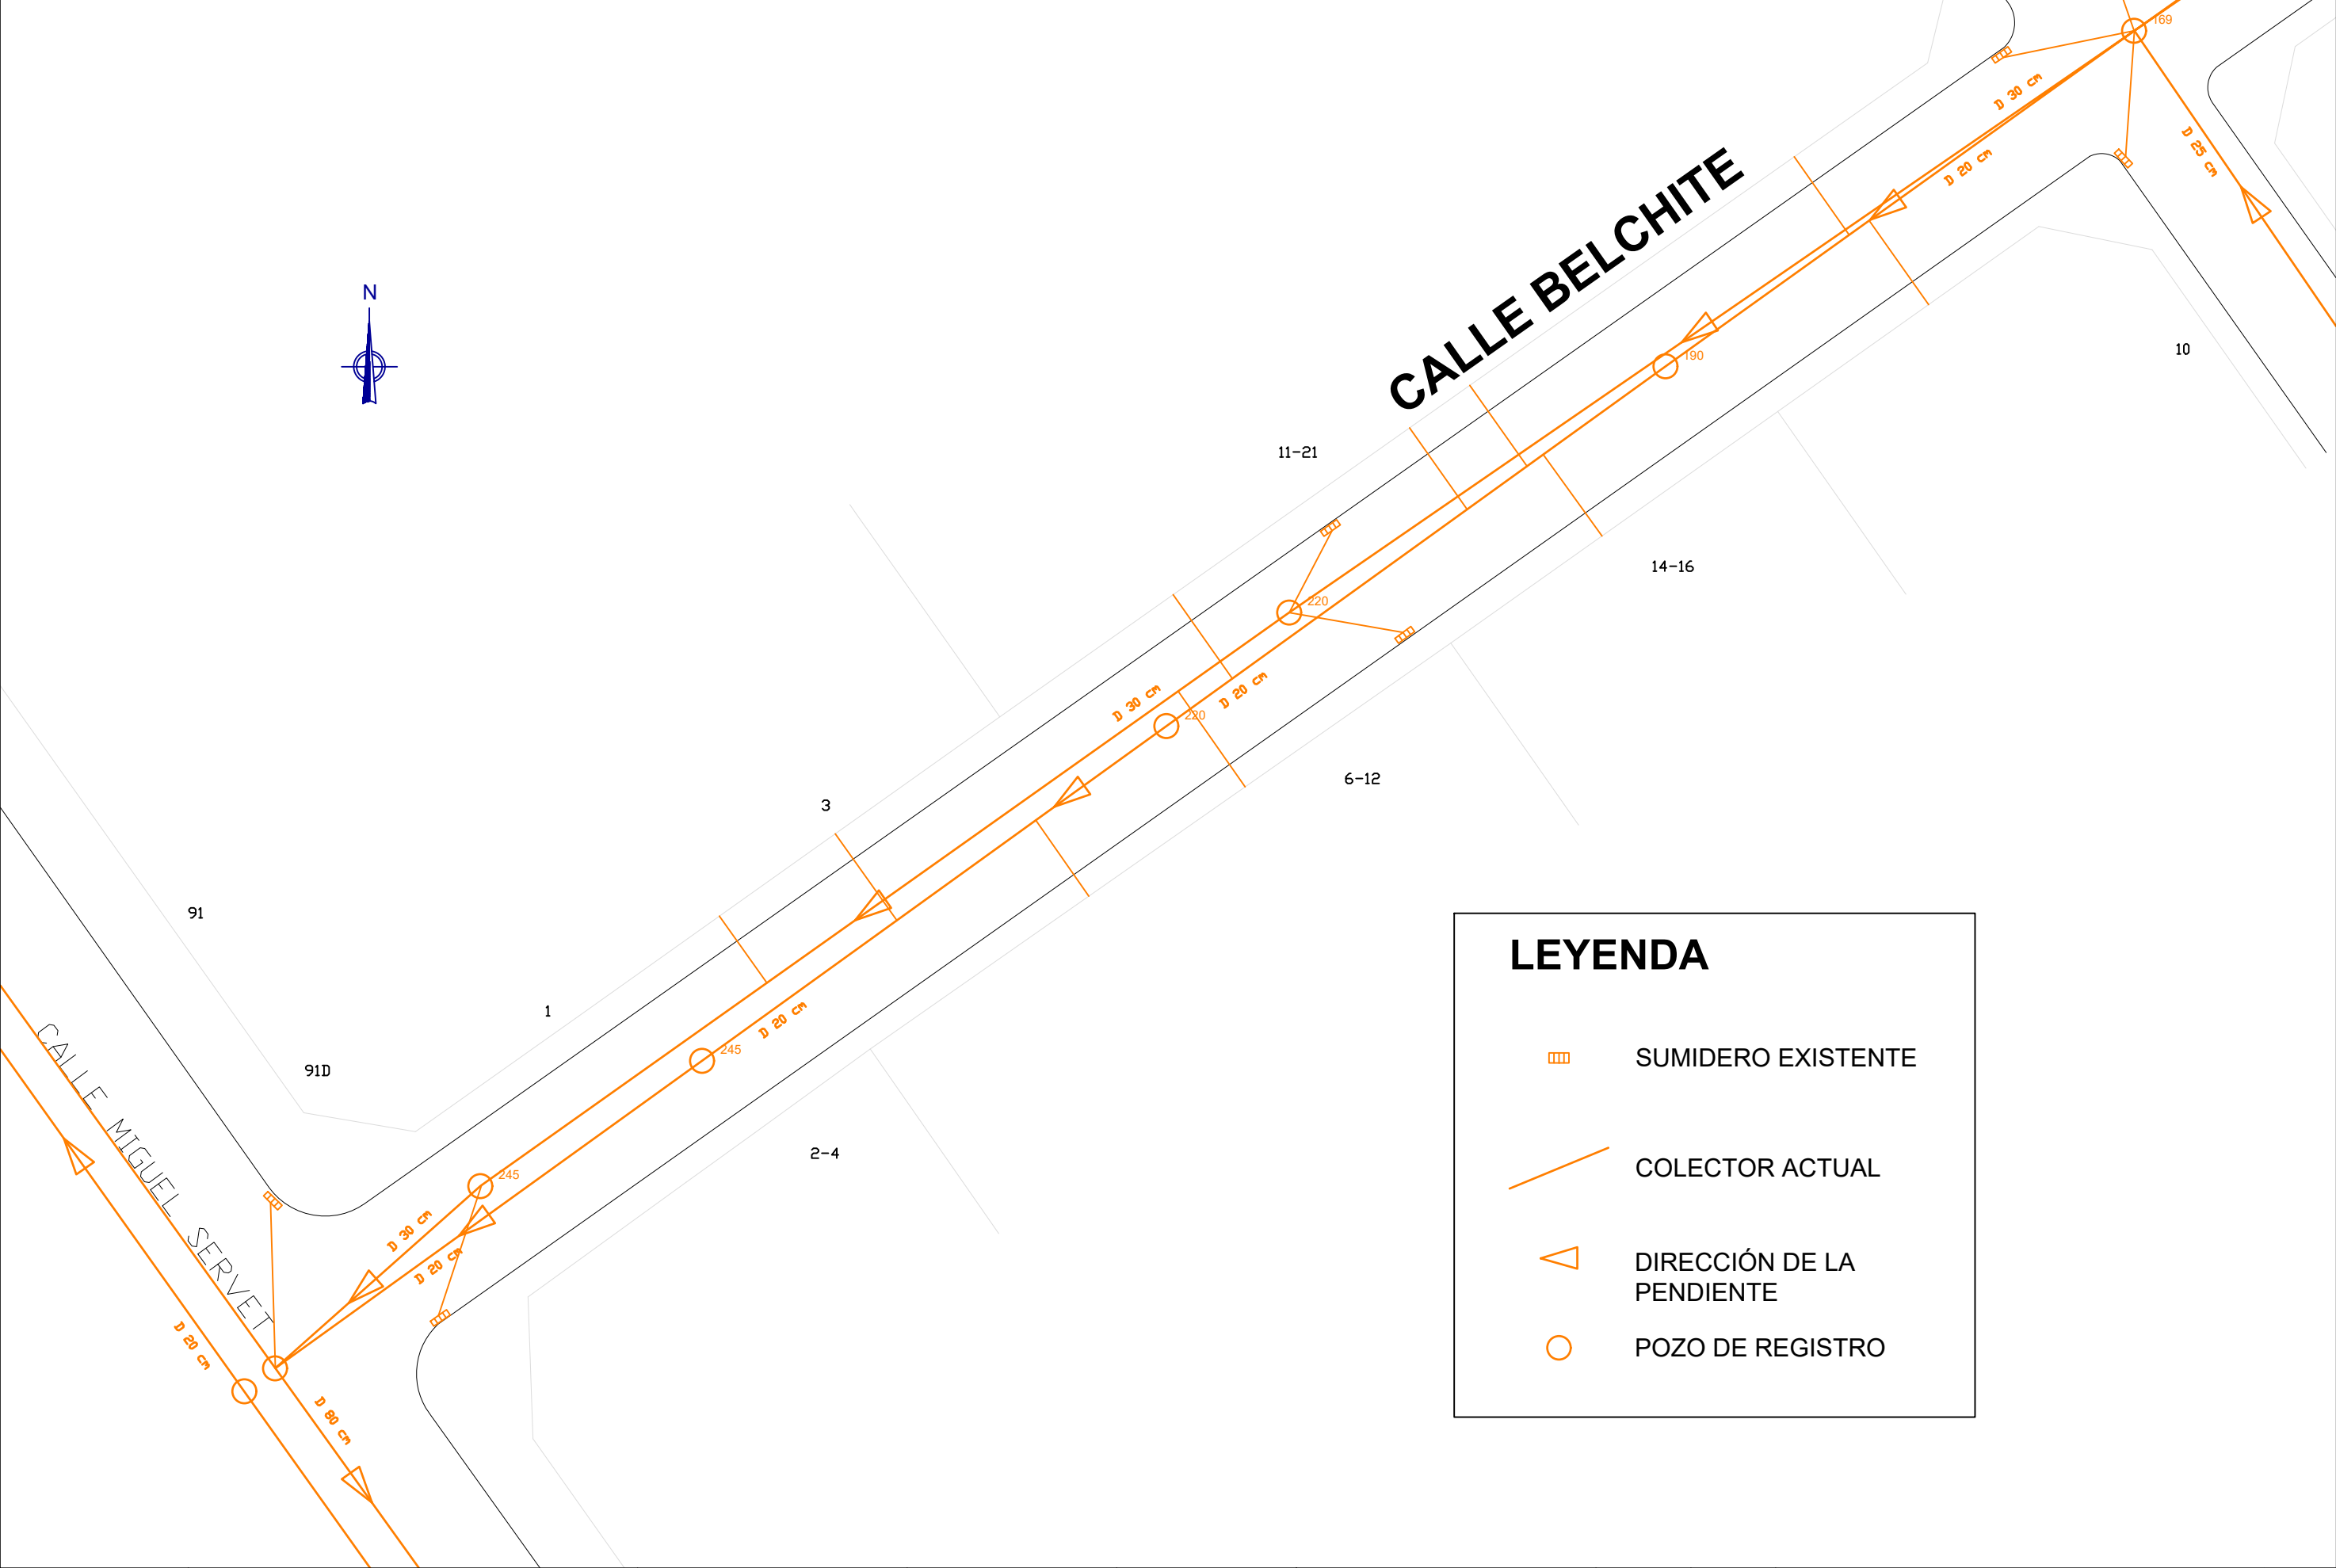 169
D 30 cm
D 25 cm
D 20 cm
CALLE BELCHITE
N
190
10
11-21
14-16
220
D 30 cm
D 20 cm
220
6-12
3
91
1
LEYENDA
D 20 cm
245
SUMIDERO EXISTENTE
91D
CALLE MIGUEL SERVET
2-4
COLECTOR ACTUAL
245
D 30 cm
D 20 cm
DIRECCIÓN DE LA
PENDIENTE
D 20 cm
POZO DE REGISTRO
D 80 cm